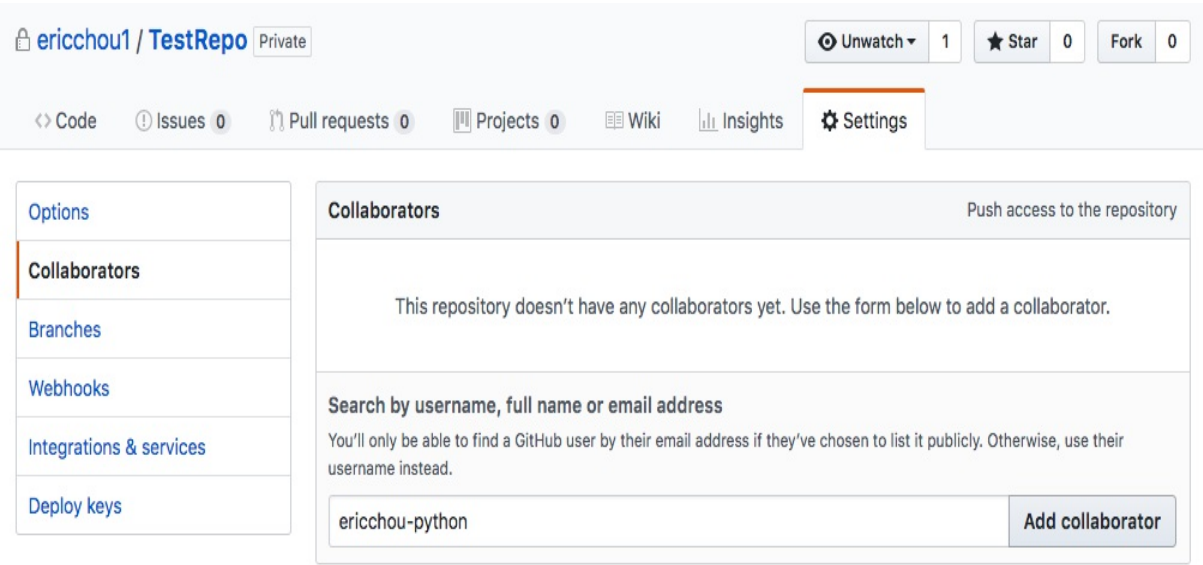 ericchou1 / TestRepo Private Unwatch 1 Star 0 Fork 0
Code Issues 0 Pull requests 0 Projects 0 Wiki Insights Settings
Options
Collaborators
Branches
Webhooks
Integrations & services
Deploy keys
Collaborators Push access to the repository
This repository doesn't have any collaborators yet. Use the form below to add a collaborator.
Search by username, full name or email address
You'll only be able to find a GitHub user by their email address if they've chosen to list it publicly. Otherwise, use their
username instead.
ericchou-python Add collaborator